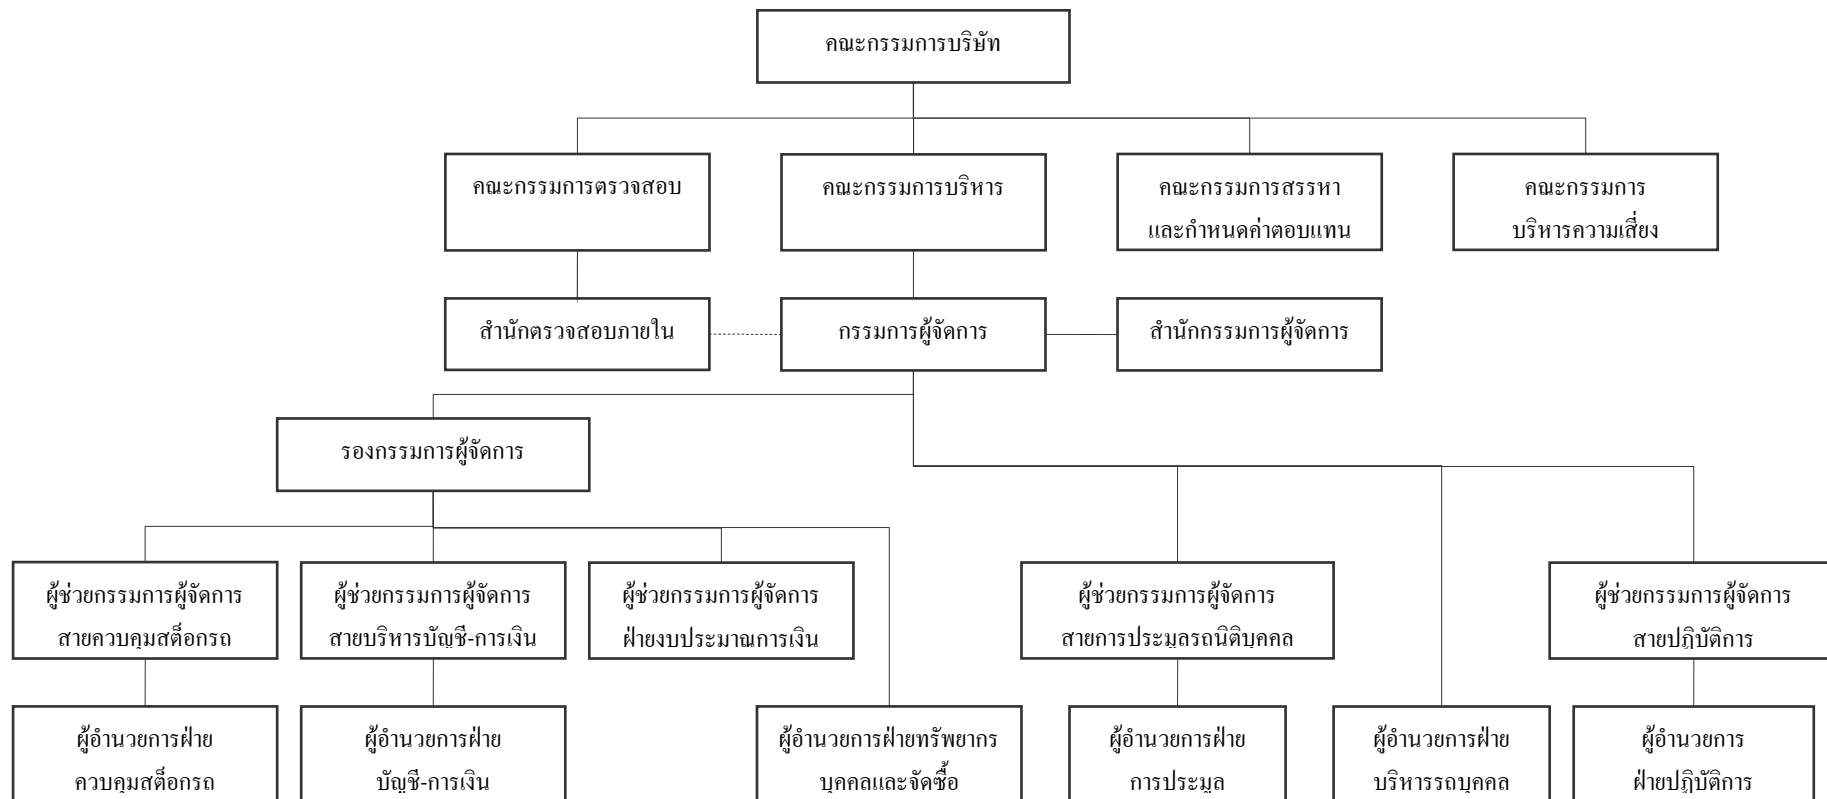 คณะกรรมการบริษัท
คณะกรรมการตรวจสอบ
คณะกรรมการบริหาร
คณะกรรมการสรรหา
และกำหนดค่าตอบแทน
คณะกรรมการ
บริหารความเสี่ยง
สำนักตรวจสอบภายใน
กรรมการผู้จัดการ
สำนักกรรมการผู้จัดการ
รองกรรมการผู้จัดการ
ผู้ช่วยกรรมการผู้จัดการ
สายควบคุมสต็อกรถ
ผู้ช่วยกรรมการผู้จัดการ
สายบริหารบัญชี-การเงิน
ผู้ช่วยกรรมการผู้จัดการ
ฝ่ายงบประมาณการเงิน
ผู้ช่วยกรรมการผู้จัดการ
สายการประมูลรถนิติบุคคล
ผู้ช่วยกรรมการผู้จัดการ
สายปฏิบัติการ
ผู้อำนวยการฝ่าย
ควบคุมสต็อกรถ
ผู้อำนวยการฝ่าย
บัญชี-การเงิน
ผู้อำนวยการฝ่ายทรัพยากร
บุคคลและจัดซื้อ
ผู้อำนวยการฝ่าย
การประมูล
ผู้อำนวยการฝ่าย
บริหารรถบุคคล
ผู้อำนวยการ
ฝ่ายปฏิบัติการ